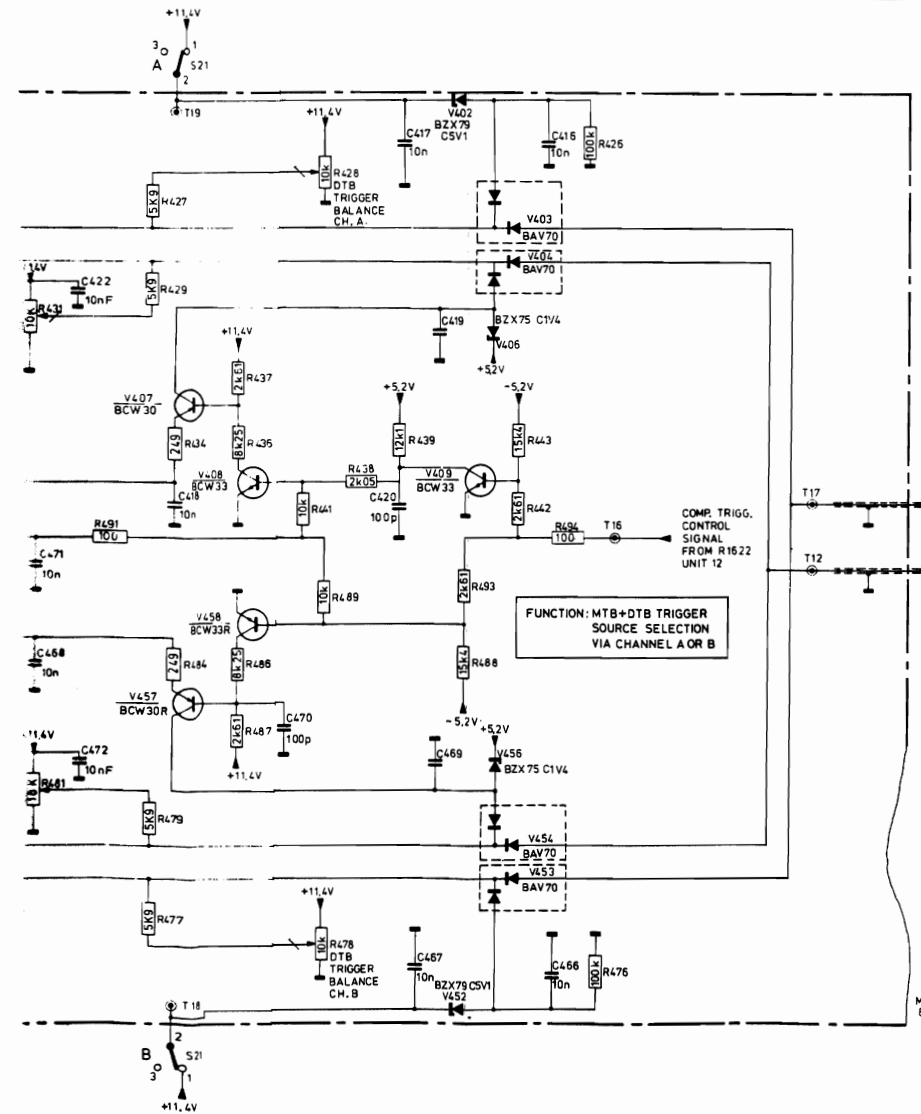 +11,4V
3
1
A
S21
2
T19
+11,4V
V402
BZX79
C5V1
C417
10n
C416
10n
100k
R426
10k
R428
DTB
TRIGGER
BALANCE
CH. A.
5K9
R427
V403
BAV70
V404
BAV70
C422
10nF
5K9
R429
10K
R431
+11,4V
C419
BZX75 C1V4
V406
+5,2V
2k61
R437
V407
BCW30
+5,2V
-5,2V
249
R434
8k25
12k1
R439
15k4
R443
V408
BCW33
R438
2k05
V409
BCW33
C418
10n
10k
R441
C420
100p
2k61
R442
T17
R491
100
R494
100
T16
COMP. TRIGG.
CONTROL
SIGNAL
FROM R1622
UNIT 12
C471
10n
T12
10k
R489
2k61
R493
V458
BCW33R
FUNCTION: MTB+DTB TRIGGER
SOURCE SELECTION
VIA CHANNEL A OR B
C468
10n
249
R484
8k25
R486
15k4
R488
V457
BCW30R
2k61
R487
C470
100p
-5,2V
+5,2V
+11,4V
C472
10nF
+11,4V
C469
V456
BZX75 C1V4
R481
5K9
R479
V454
BAV70
V453
BAV70
+11,4V
5K9
R477
10k
R478
DTB
TRIGGER
BALANCE
CH. B
C467
10n
BZX79 C5V1
V452
C466
10n
100k
R476
T18
2
B
S21
3
1
+11,4V